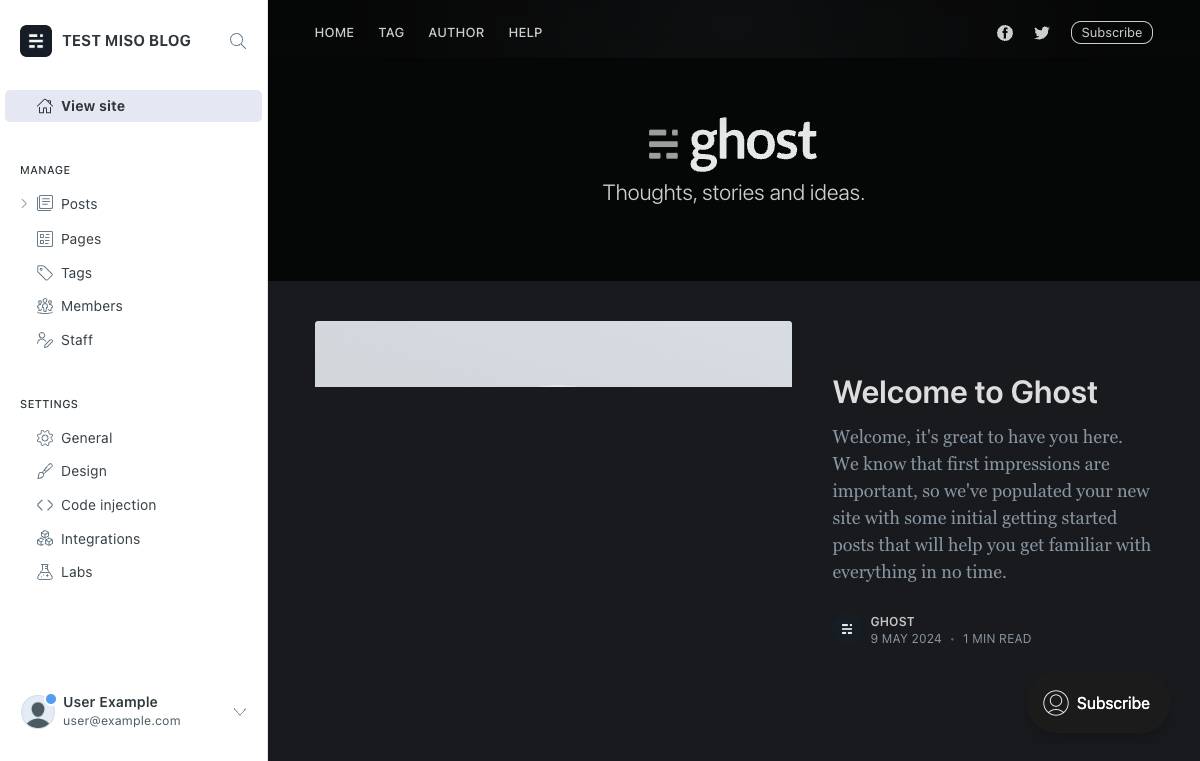 TEST MISO BLOG
View site
MANAGE
Posts
Pages
Tags
Members
Staff
SETTINGS
General
Design
Code injection
Integrations
Labs
User Example
user@example.com
HOME TAG AUTHOR HELP
Subscribe
ghost
Thoughts, stories and ideas.
Welcome to Ghost
Welcome, it's great to have you here.
We know that first impressions are
important, so we've populated your new
site with some initial getting started
posts that will help you get familiar with
everything in no time.
GHOST
9 MAY 2024 • 1 MIN READ
Subscribe